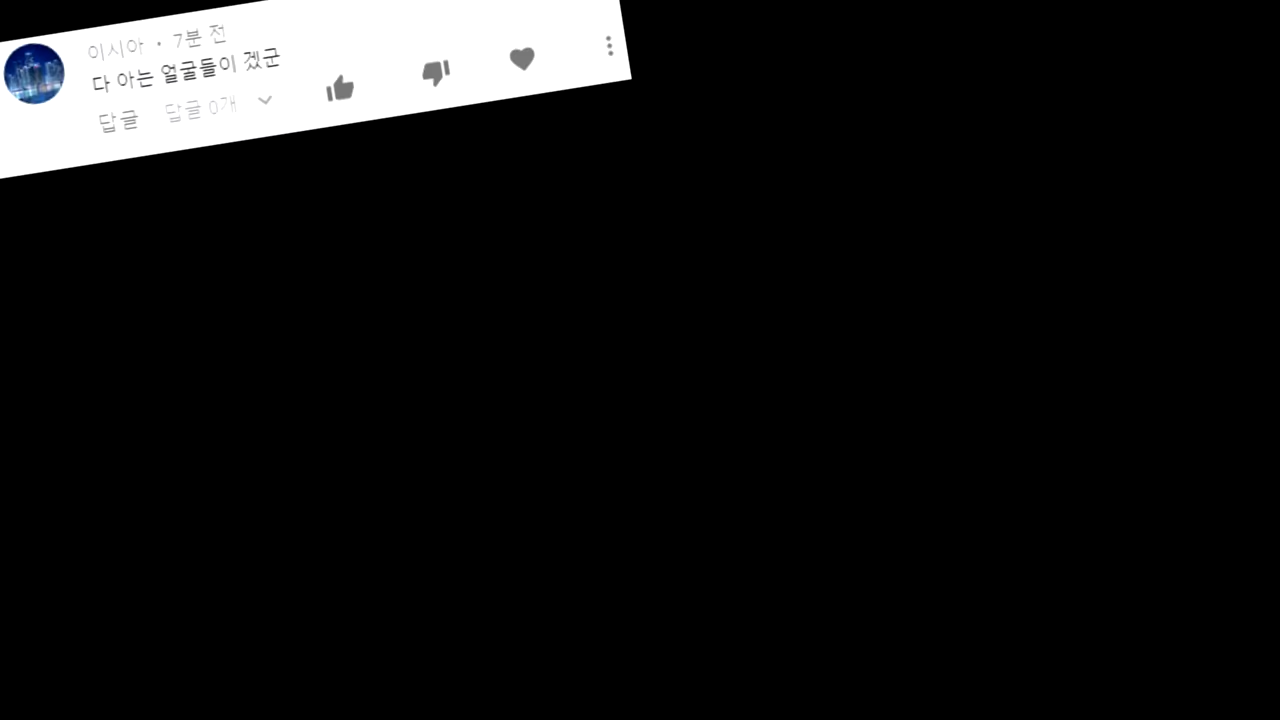 이시아 · 7분 전
다 아는 얼굴들이 겠군
답글 답글 0개